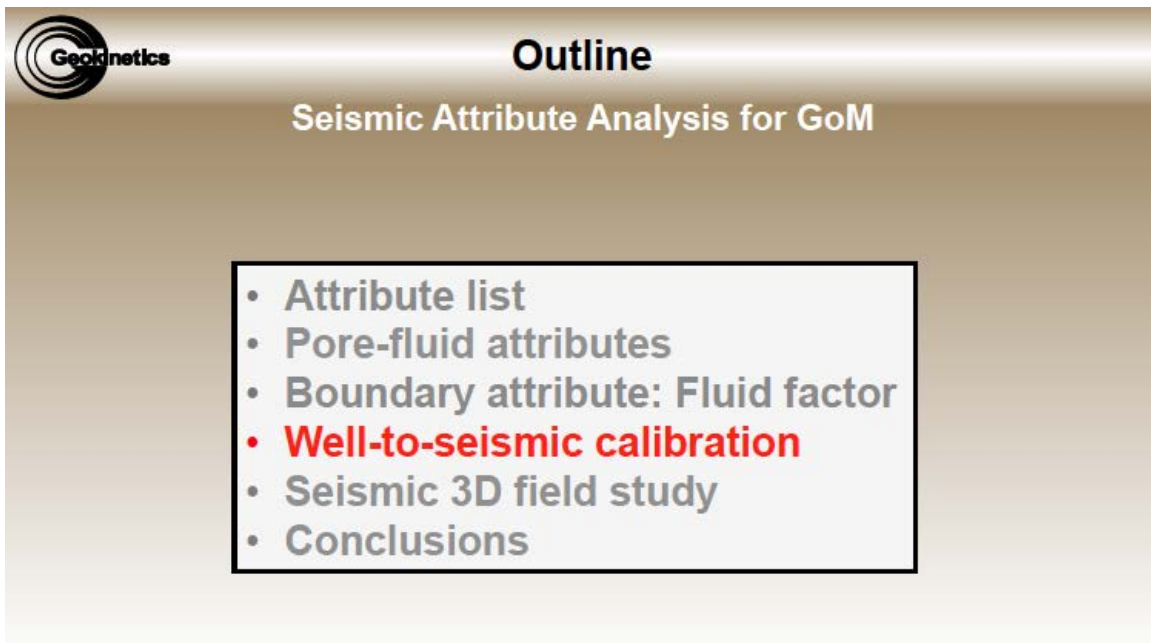 Geokinetics
Outline
Seismic Attribute Analysis for GoM
• Attribute list
• Pore-fluid attributes
• Boundary attribute: Fluid factor
• Well-to-seismic calibration
• Seismic 3D field study
• Conclusions